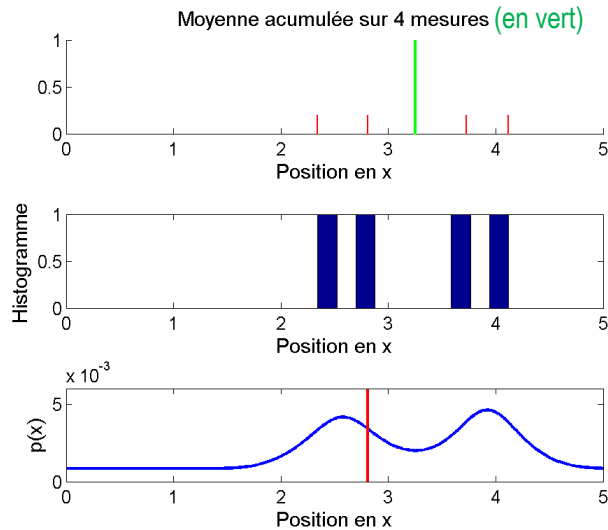 Moyenne acumulée sur 4 mesures (en vert)
1
0.5
0
0 1 2 3 4 5
Position en x
Histogramme
1
0.5
0
0 1 2 3 4 5
Position en x
x 10^-3
p(x)
5
0
0 1 2 3 4 5
Position en x